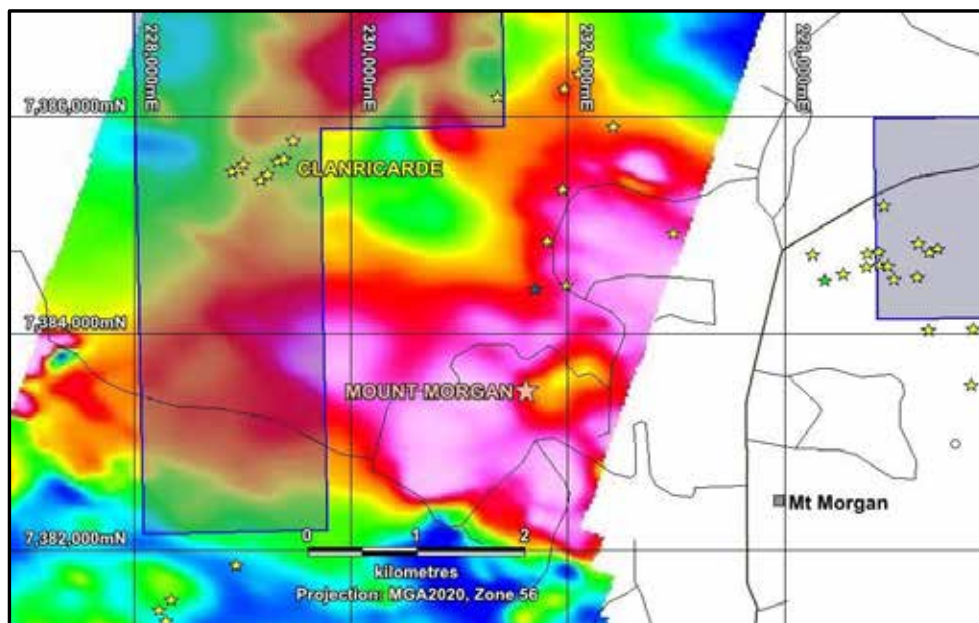 228,000mE
230,000mE
232,000mE
228,000mE
7,386,000mN
CLANRICARDE
7,384,000mN
MOUNT MORGAN
Mt Morgan
7,382,000mN
0 1 2
kilometres
Projection: MGA2020, Zone 56